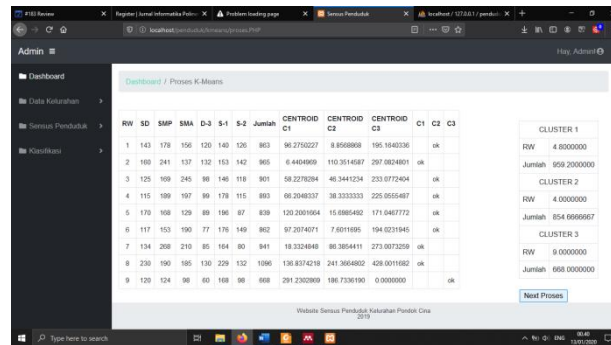 #183 Review
Register | Jurnal Informatika Polin
Problem loading page
Sensus Penduduk
localhost / 127.0.0.1 / penduduk
localhost/penduduk/kmeans/proses.PHP
Admin
Hay, Admin!
Dashboard
Data Kelurahan
Sensus Penduduk
Klastifikasi
Dashboard / Proses K-Means
RW SD SMP SMA D-3 S-1 S-2 Jumlah CENTROID C1 CENTROID C2 CENTROID C3 C1 C2 C3
1 143 178 156 120 140 126 863 96.2750227 8.8568868 195.1640336 ok
2 160 241 137 132 153 142 965 6.4404969 110.3514587 297.0824801 ok
3 125 169 245 98 146 118 901 58.2278284 46.3441234 233.0772404 ok
4 115 189 197 99 178 115 893 66.2048337 38.3333333 225.0555487 ok
5 170 168 129 89 196 87 839 120.2001664 15.6985492 171.0467772 ok
6 117 153 190 77 176 149 862 97.2074071 7.6011695 194.0231945 ok
7 134 268 210 85 164 80 941 18.3324848 86.3854411 273.0073259 ok
8 230 190 185 130 229 132 1096 136.8374218 241.3664802 428.0011682 ok
9 120 124 98 60 168 98 668 291.2302809 186.7336190 0.0000000 ok
CLUSTER 1
RW 4.8000000
Jumlah 959.2000000
CLUSTER 2
RW 4.0000000
Jumlah 854.6666667
CLUSTER 3
RW 9.0000000
Jumlah 668.0000000
Next Proses
Website Sensus Penduduk Kelurahan Pondok Cina
2019
Type here to search
ENG
00.40
13/01/2020